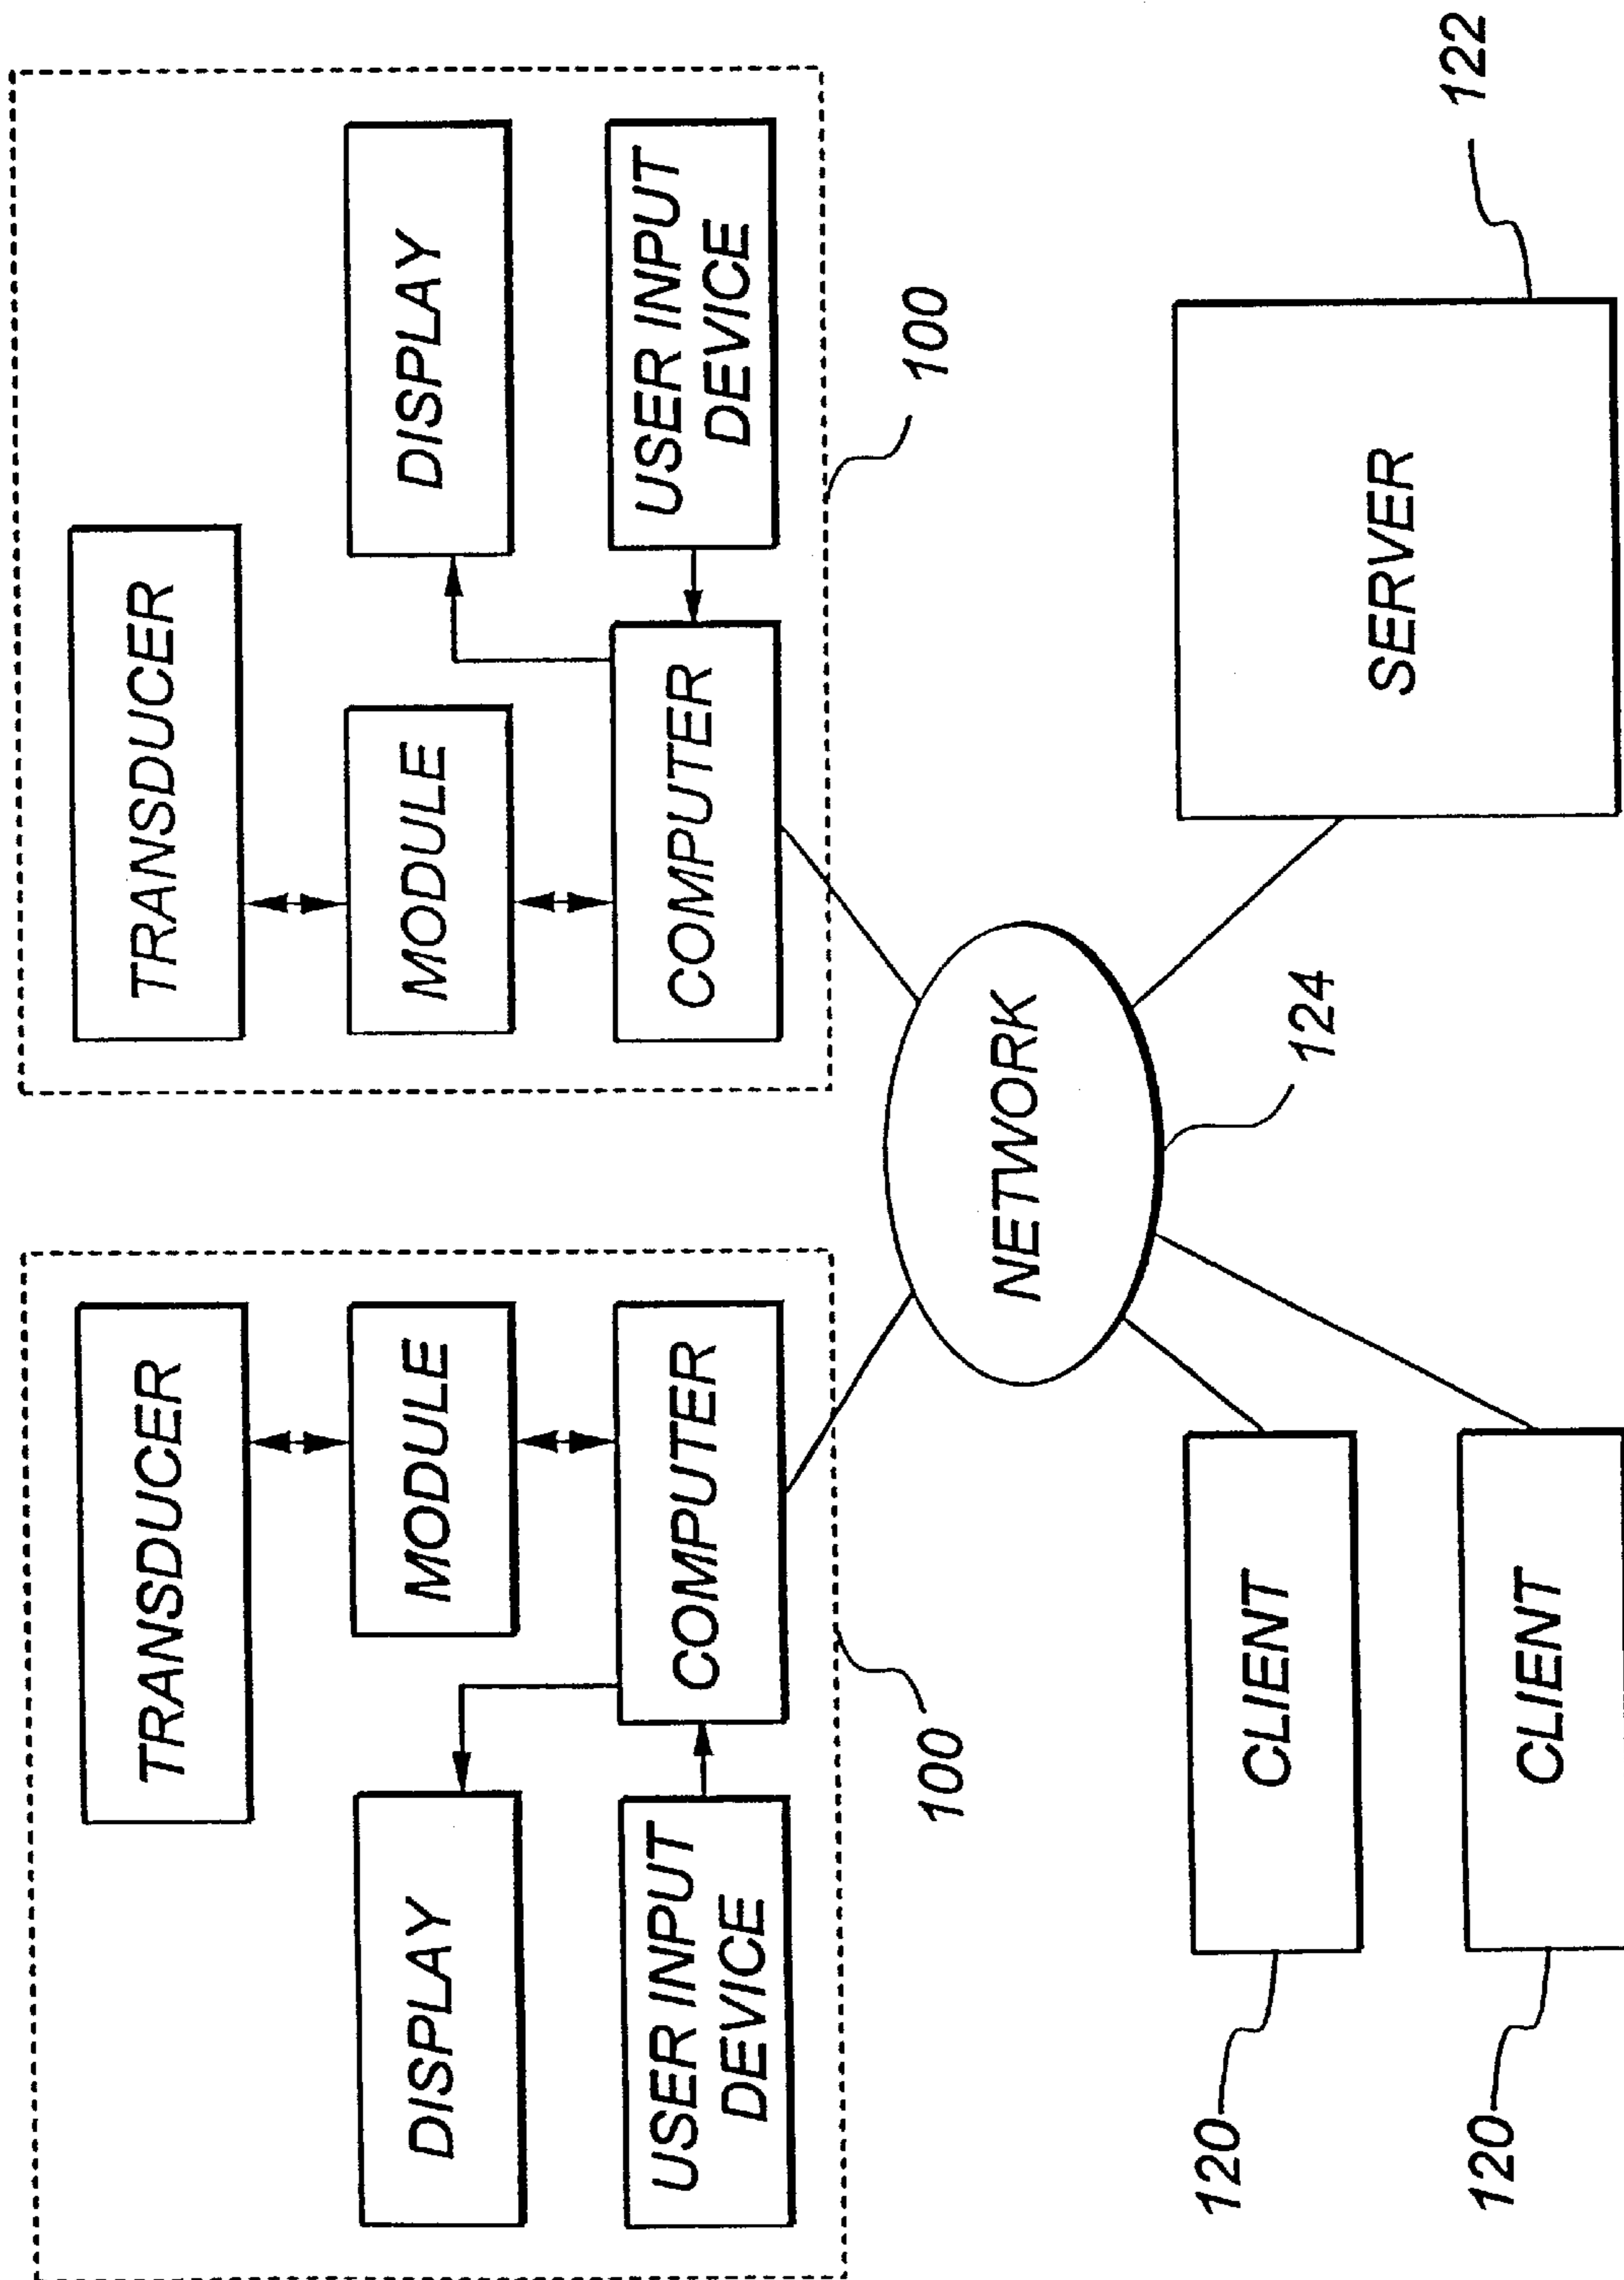 TRANSDUCER
TRANSDUCER
DISPLAY
MODULE
MODULE
DISPLAY
USER INPUT
DEVICE
COMPUTER
COMPUTER
USER INPUT
DEVICE
100
100
NETWORK
124
120
CLIENT
SERVER
122
120
CLIENT